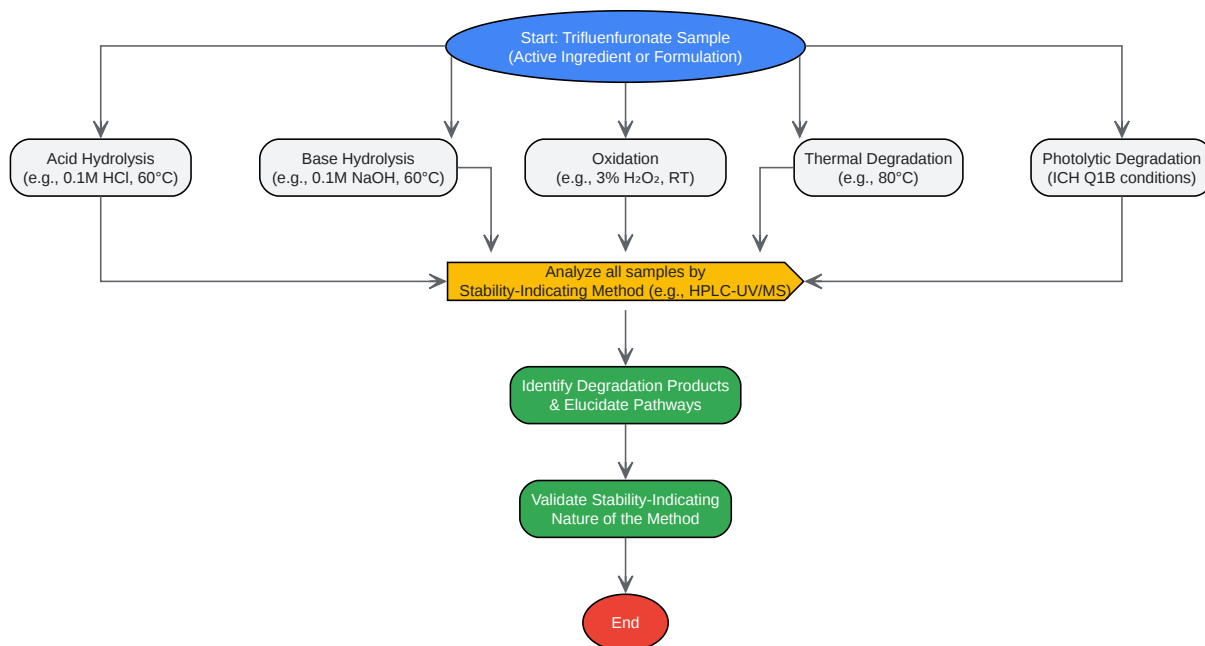 Start: Trifluenfuronate Sample
(Active Ingredient or Formulation)
Acid Hydrolysis
(e.g., 0.1M HCl, 60°C)
Base Hydrolysis
(e.g., 0.1M NaOH, 60°C)
Oxidation
(e.g., 3% H₂O₂, RT)
Thermal Degradation
(e.g., 80°C)
Photolytic Degradation
(ICH Q1B conditions)
Analyze all samples by
Stability-Indicating Method (e.g., HPLC-UV/MS)
Identify Degradation Products
& Elucidate Pathways
Validate Stability-Indicating
Nature of the Method
End